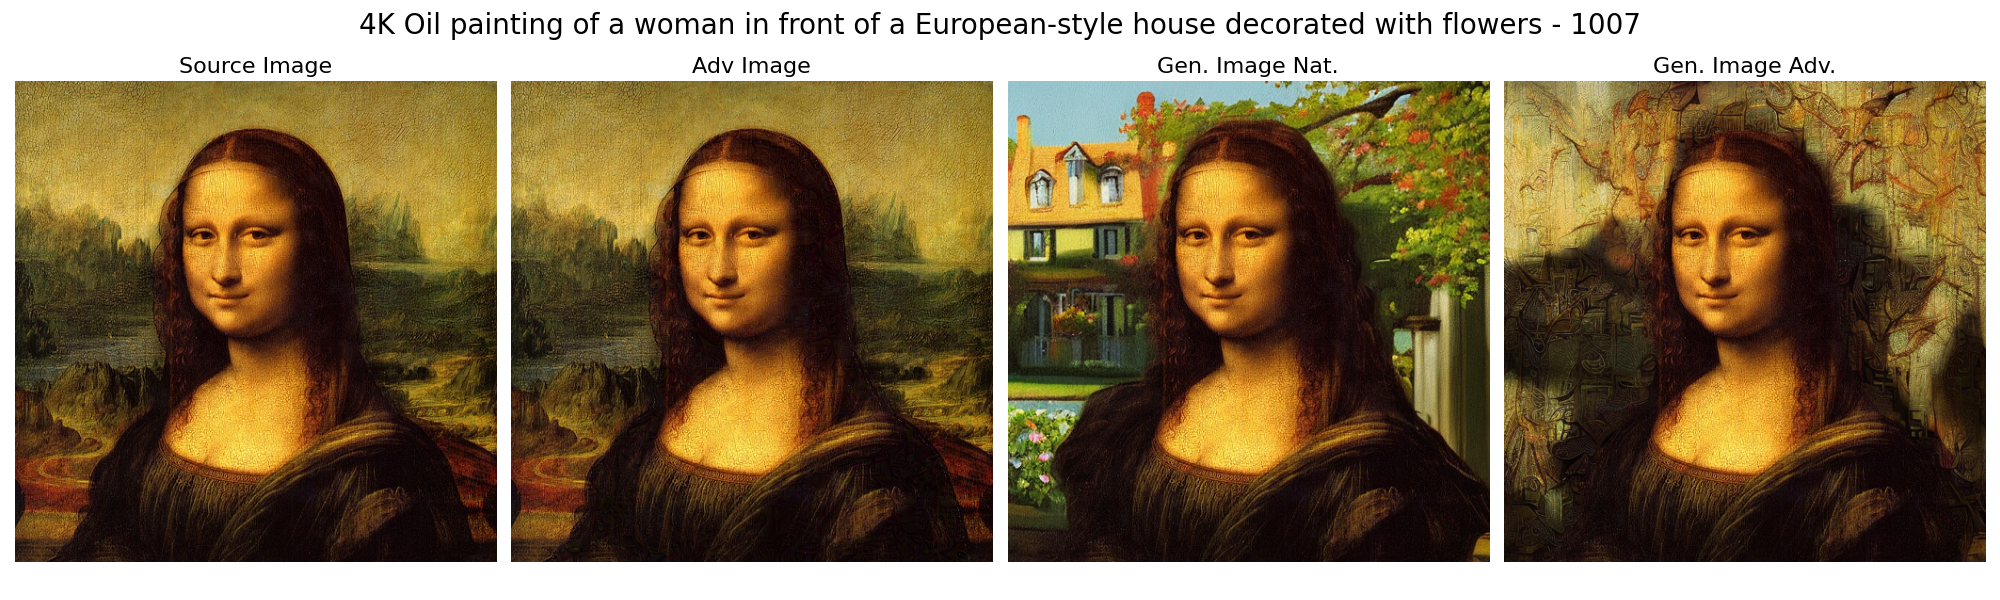 4K Oil painting of a woman in front of a European-style house decorated with flowers - 1007
Source Image
Adv Image
Gen. Image Nat.
Gen. Image Adv.